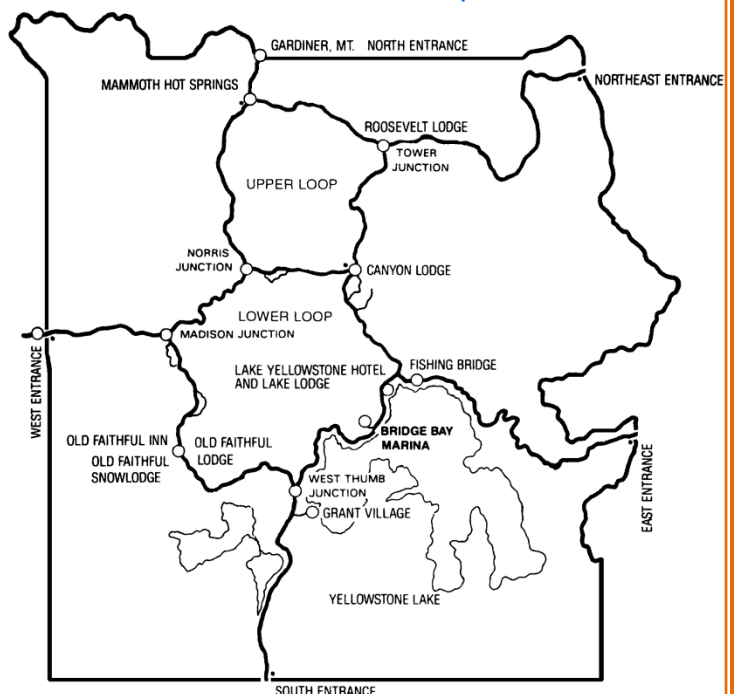 GARDINER, MT. NORTH ENTRANCE
NORTHEAST ENTRANCE
MAMMOTH HOT SPRINGS
ROOSEVELT LODGE
TOWER
JUNCTION
UPPER LOOP
NORRIS
JUNCTION
CANYON LODGE
LOWER LOOP
MADISON JUNCTION
WEST ENTRANCE
LAKE YELLOWSTONE HOTEL
AND LAKE LODGE
FISHING BRIDGE
BRIDGE BAY
MARINA
OLD FAITHFUL INN
OLD FAITHFUL
LODGE
OLD FAITHFUL
SNOWLODGE
WEST THUMB
JUNCTION
GRANT VILLAGE
EAST ENTRANCE
YELLOWSTONE LAKE
SOUTH ENTRANCE